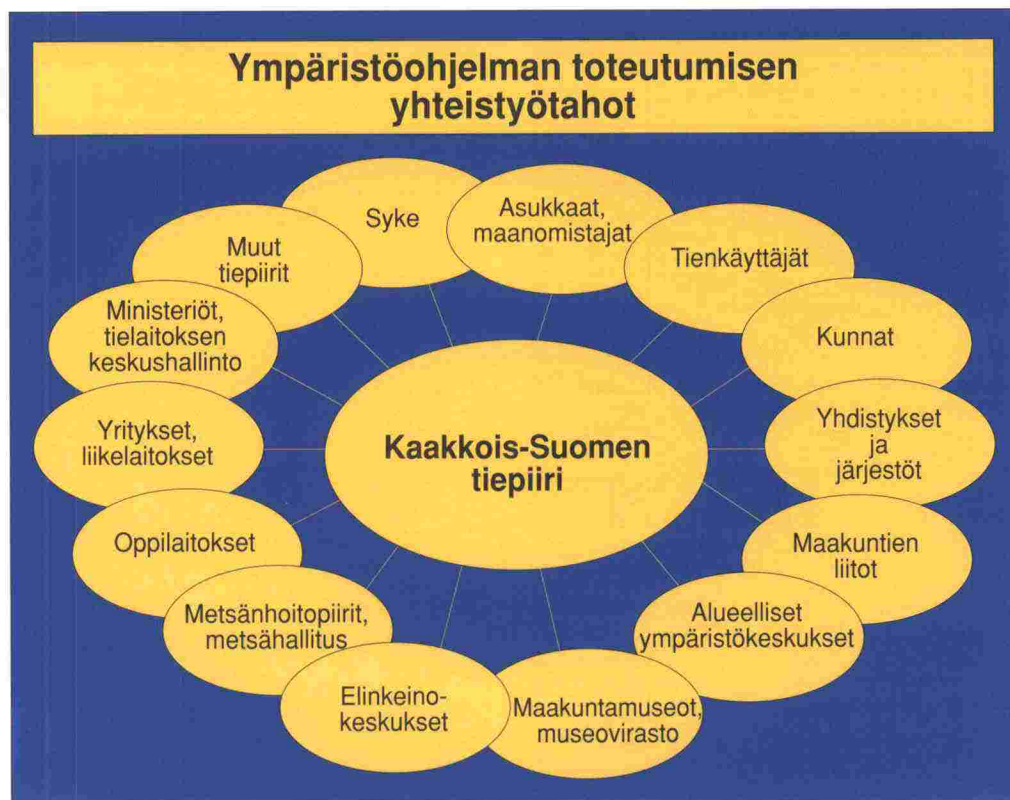 Ympäristöohjelman toteutumisen
yhteistyötahot
Syke
Asukkaat,
maanomistajat
Tienkäyttäjät
Kunnat
Yhdistykset
ja
järjestöt
Maakuntien
liitot
Alueelliset
ympäristökeskukset
Maakuntamuseot,
museovirasto
Elinkeino-
keskukset
Metsänhoitopiirit,
metsähallitus
Oppilaitokset
Yritykset,
liikelaitokset
Ministeriöt,
tielaitoksen
keskushallinto
Muut
tiepiirit
Kaakkois-Suomen
tiepiiri